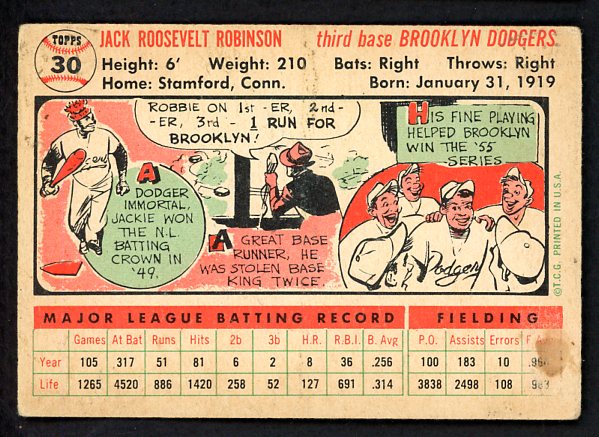 TOPPS
30
JACK ROOSEVELT ROBINSON third base BROOKLYN DODGERS
Height: 6' Weight: 210 Bats: Right Throws: Right
Home: Stamford, Conn. Born: January 31, 1919
ROBBIE ON 1st -ER, 2nd-
-ER, 3rd - 1 RUN FOR
BROOKLYN!
HIS FINE PLAYING
HELPED BROOKLYN
WIN THE '55
SERIES
A
DODGER
IMMORTAL,
JACKIE WON
THE N.L.
BATTING
CROWN IN
'49.
A GREAT BASE
RUNNER, HE
WAS STOLEN BASE
KING TWICE.
Dodgers
©T.C.G. PRINTED IN U.S.A.
MAJOR LEAGUE BATTING RECORD FIELDING
Games At Bat Runs Hits 2b 3b H.R. R.B.I. B. Avg P.O. Assists Errors F.
Year 105 317 51 81 6 2 8 36 .256 100 183 10
Life 1265 4520 886 1420 258 52 127 691 .314 3838 2498 108